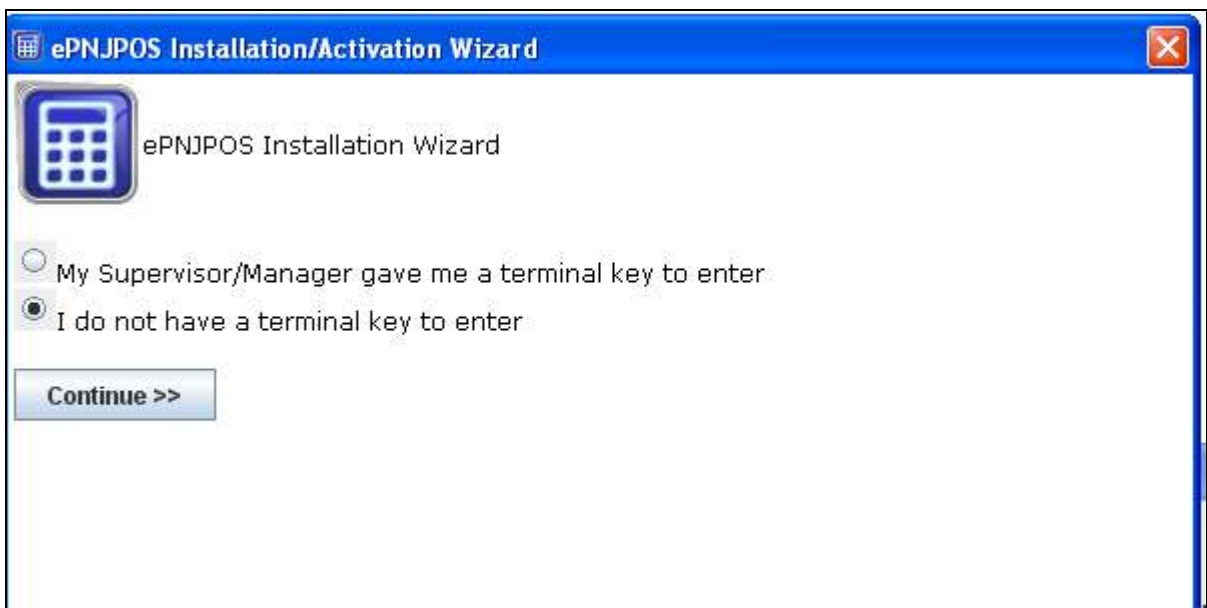 ePNJPOS Installation/Activation Wizard
ePNJPOS Installation Wizard
My Supervisor/Manager gave me a terminal key to enter
I do not have a terminal key to enter
Continue >>